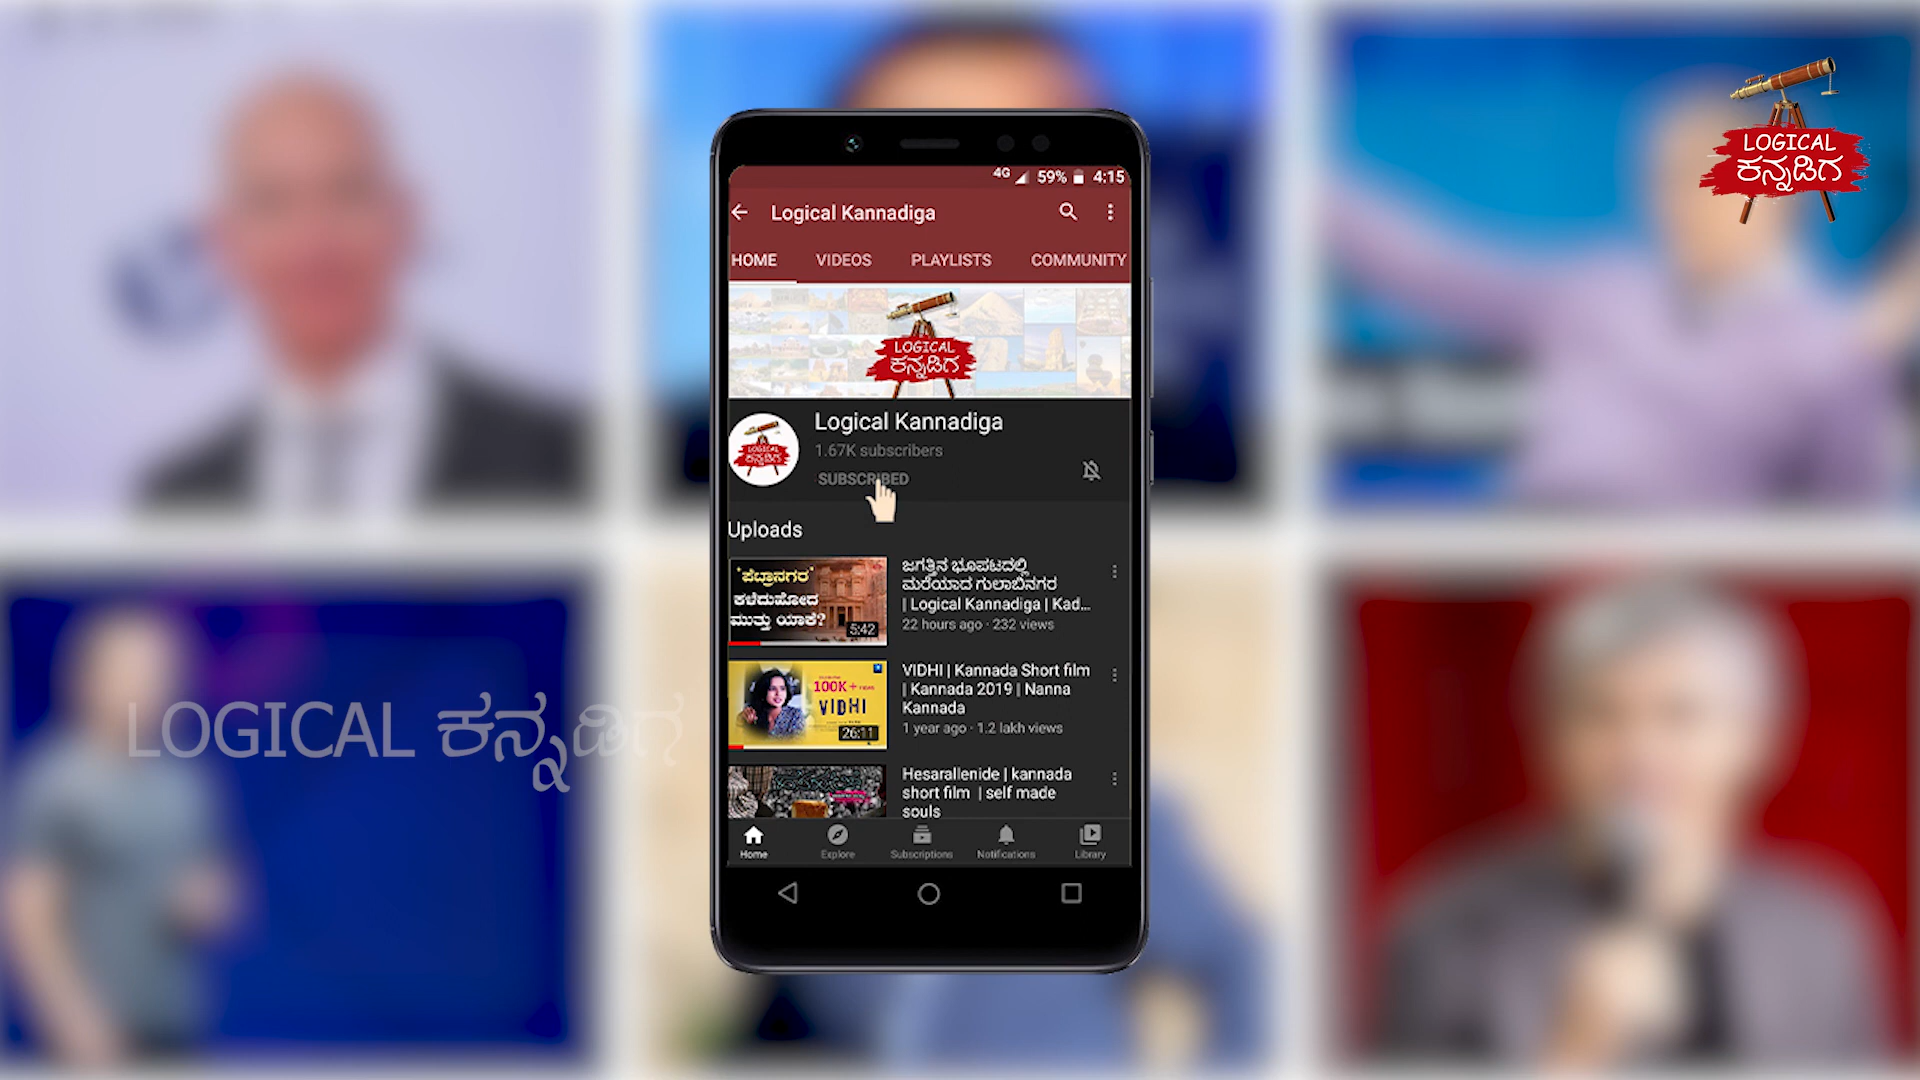 LOGICAL
ಕನ್ನಡಿಗ
4G 59% 4:15
Logical Kannadiga
HOME VIDEOS PLAYLISTS COMMUNITY
LOGICAL
ಕನ್ನಡಿಗ
Logical Kannadiga
1.67K subscribers
SUBSCRIBED
LOGICAL
ಕನ್ನಡಿಗ
Uploads
'ಪೆಟ್ರಾನಗರ'
ಕಳೆದುಹೋದ
ಮುತ್ತು ಯಾಕೆ?
5:42
ಜಗತ್ತಿನ ಭೂಪಟದಲ್ಲಿ
ಮರೆಯಾದ ಗುಲಾಬಿನಗರ
| Logical Kannadiga | Kad...
22 hours ago · 232 views
100K+
VIDHI
26:11
VIDHI | Kannada Short film
| Kannada 2019 | Nanna
Kannada
1 year ago · 1.2 lakh views
Hesarallenide | kannada
short film | self made
souls
Home Explore Subscriptions Notifications Library
LOGICAL ಕನ್ನಡಿಗ